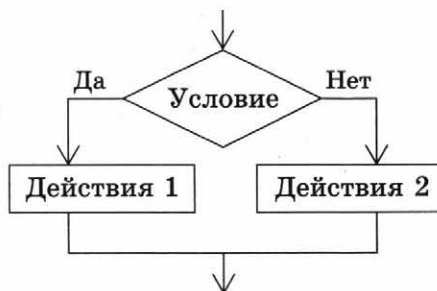 Да
Нет
Условие
Действия 1
Действия 2